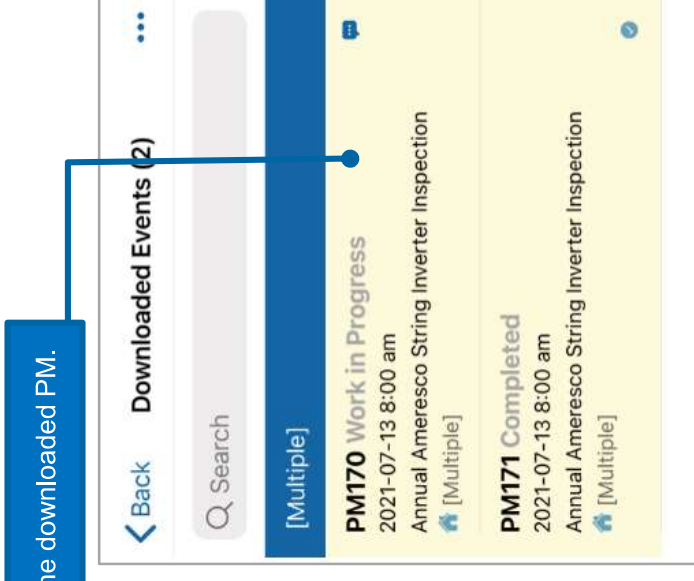 downloaded PM.
Back
Downloaded Events (2)
Search
[Multiple]
PM170 Work in Progress
2021-07-13 8:00 am
Annual Ameresco String Inverter Inspection
[Multiple]
PM171 Completed
2021-07-13 8:00 am
Annual Ameresco String Inverter Inspection
[Multiple]